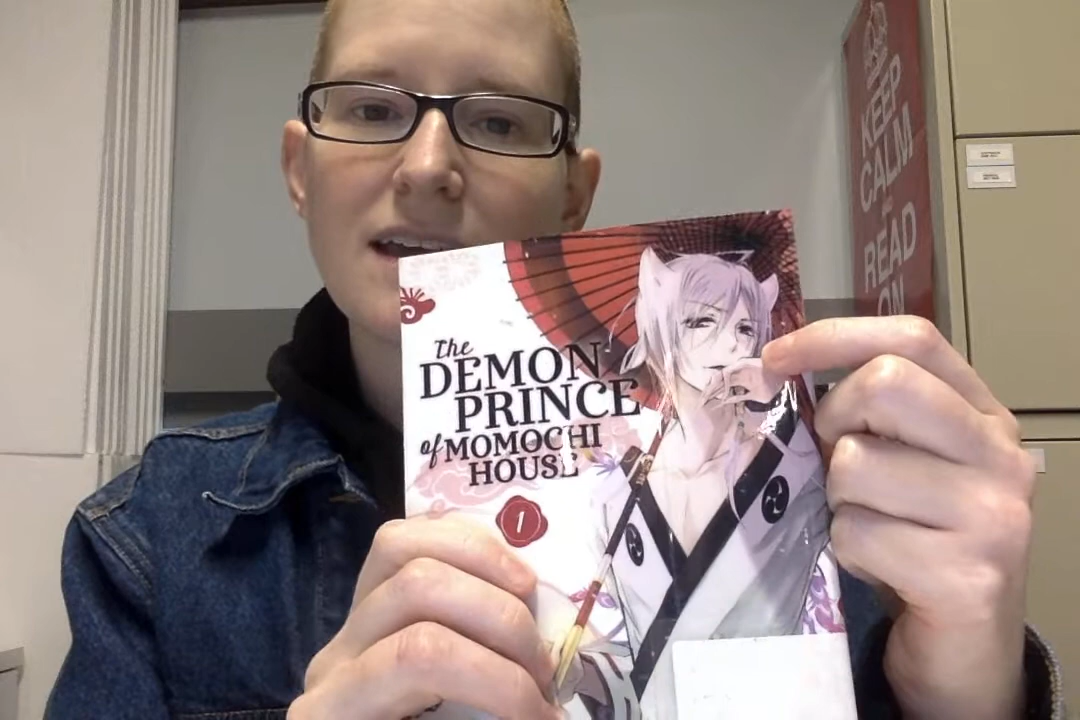 The
DEMON
PRINCE
of MOMOCHI
HOUSE
1
KEEP
CALM
READ
ON